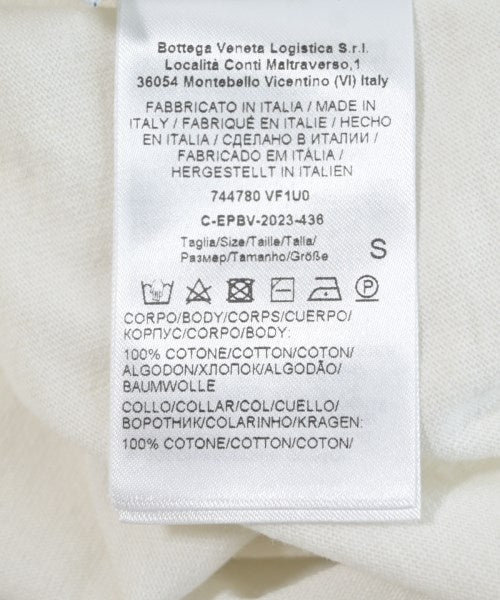 Bottega Veneta Logistica S.r.l.
Località Conti Maltraverso,1
36054 Montebello Vicentino (VI) Italy
FABBRICATO IN ITALIA / MADE IN
ITALY / FABRIQUÉ EN ITALIE / HECHO
EN ITALIA / СДЕЛАНО В ИТАЛИИ /
FABRICADO EM ITÁLIA /
HERGESTELLT IN ITALIEN
744780 VF1U0
C-EPBV-2023-436
Taglia/Size/Taille/Talla/
Размер/Tamanho/Größe
S
P
CORPO/BODY/CORPS/CUERPO/
КОРПУС/CORPO/BODY:
100% COTONE/COTTON/COTON/
ALGODON/ХЛОПОК/ALGODÃO/
BAUMWOLLE
COLLO/COLLAR/COL/CUELLO/
ВОРОТНИК/COLARINHO/KRAGEN:
100% COTONE/COTTON/COTON/